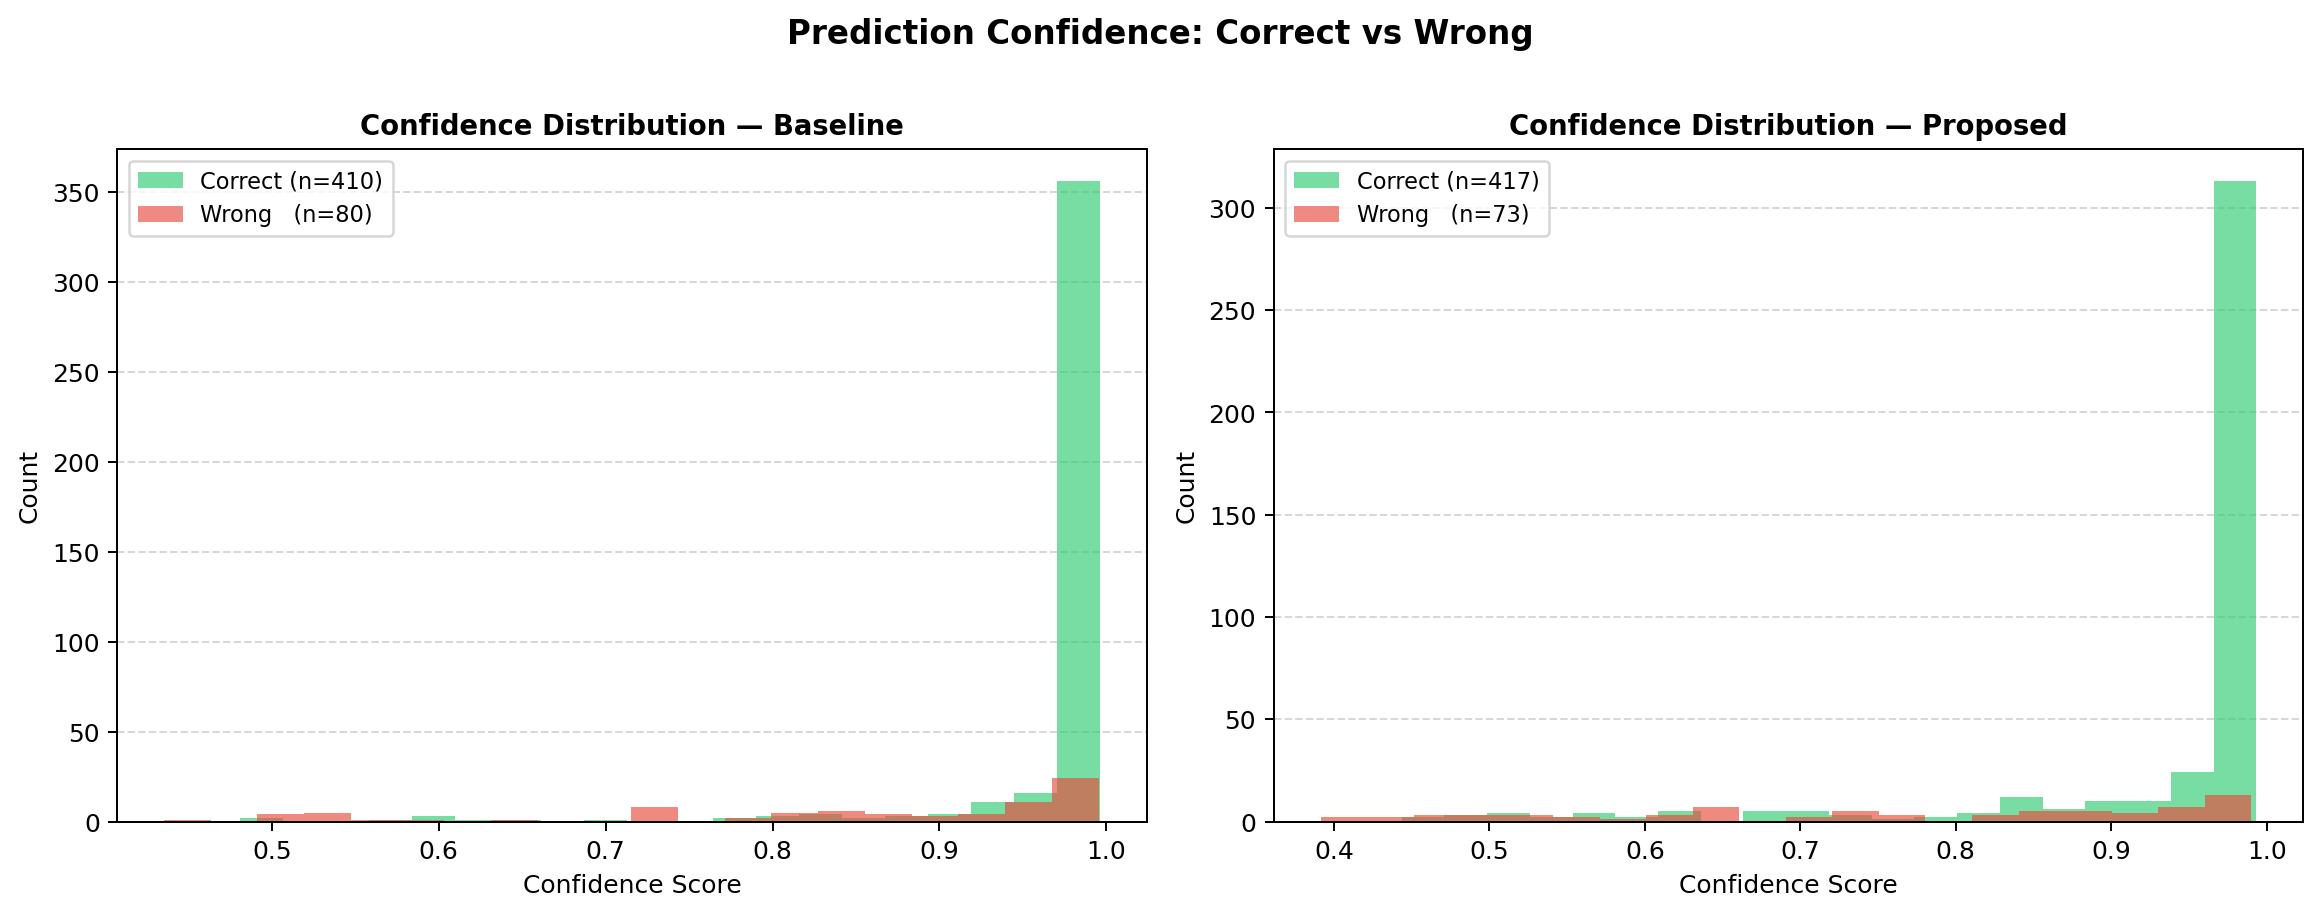 Prediction Confidence: Correct vs Wrong
Confidence Distribution — Baseline
Correct (n=410)
Wrong (n=80)
Count
350
300
250
200
150
100
50
0
0.5 0.6 0.7 0.8 0.9 1.0
Confidence Score
Confidence Distribution — Proposed
Correct (n=417)
Wrong (n=73)
Count
300
250
200
150
100
50
0
0.4 0.5 0.6 0.7 0.8 0.9 1.0
Confidence Score